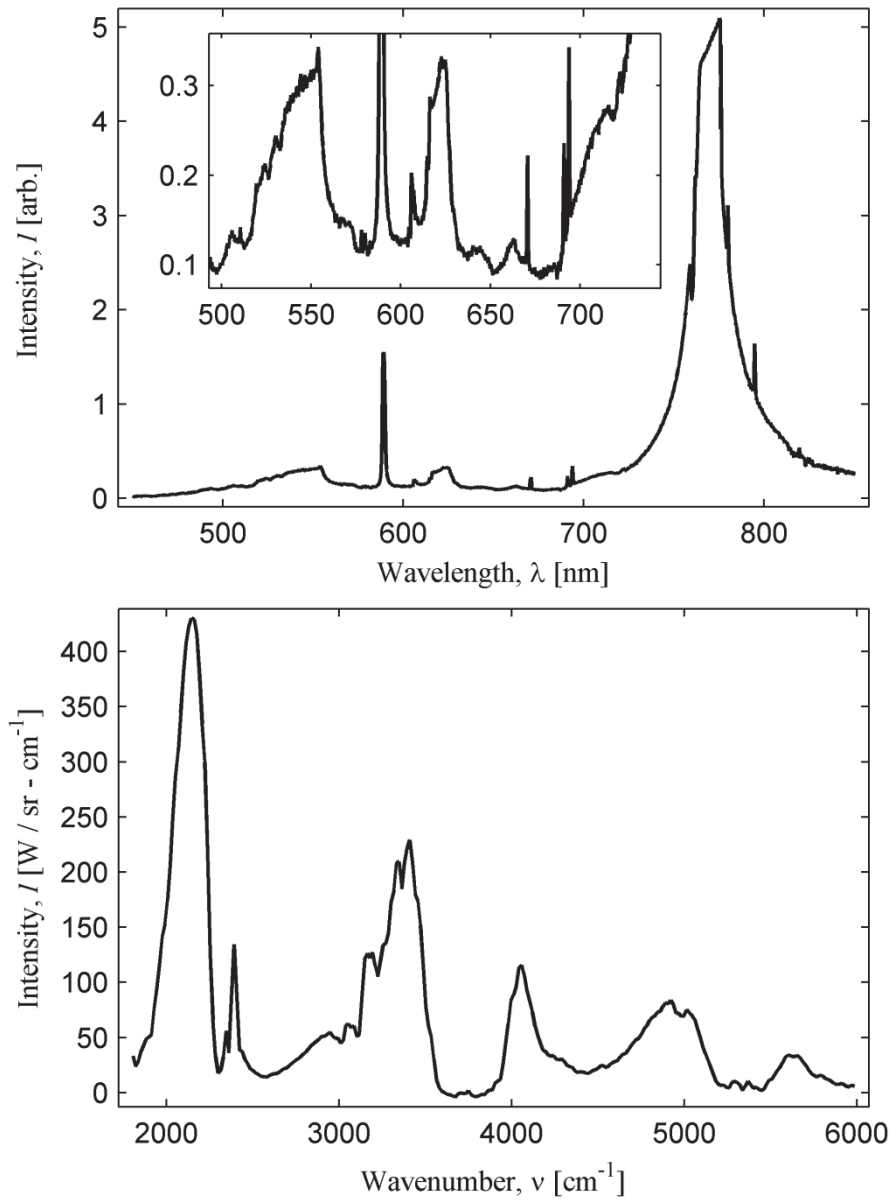 5
4
3
2
1
0
Intensity, I [arb.]
0.3
0.2
0.1
500 550 600 650 700
500 600 700 800
Wavelength, λ [nm]
400
350
300
250
200
150
100
50
0
Intensity, I [W / sr - cm-1]
2000 3000 4000 5000 6000
Wavenumber, ν [cm-1]